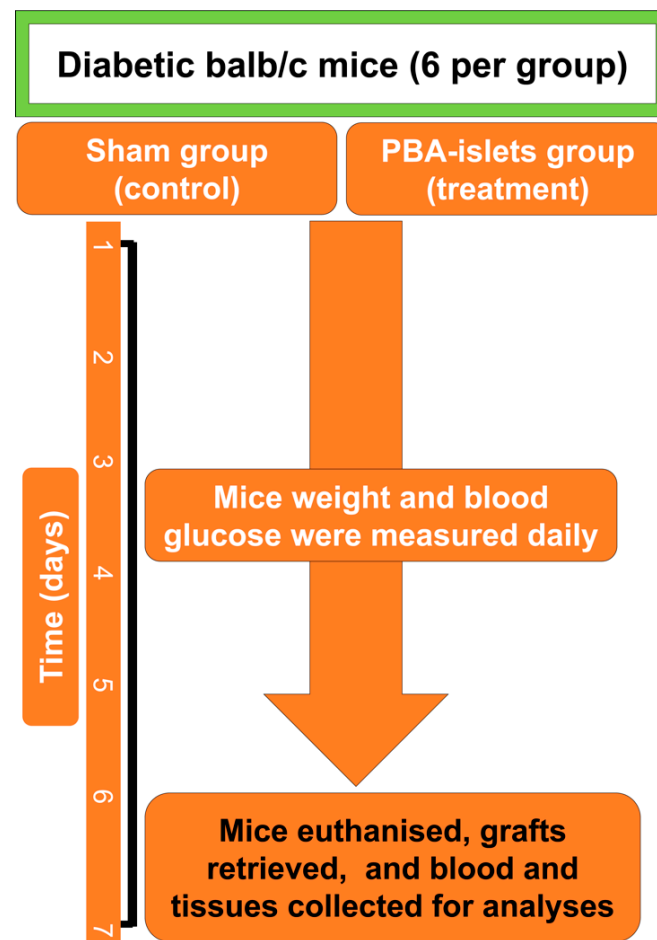 Diabetic balb/c mice (6 per group)
Sham group
(control)
PBA-islets group
(treatment)
1
2
3
4
5
6
7
Time (days)
Mice weight and blood
glucose were measured daily
Mice euthanised, grafts
retrieved, and blood and
tissues collected for analyses